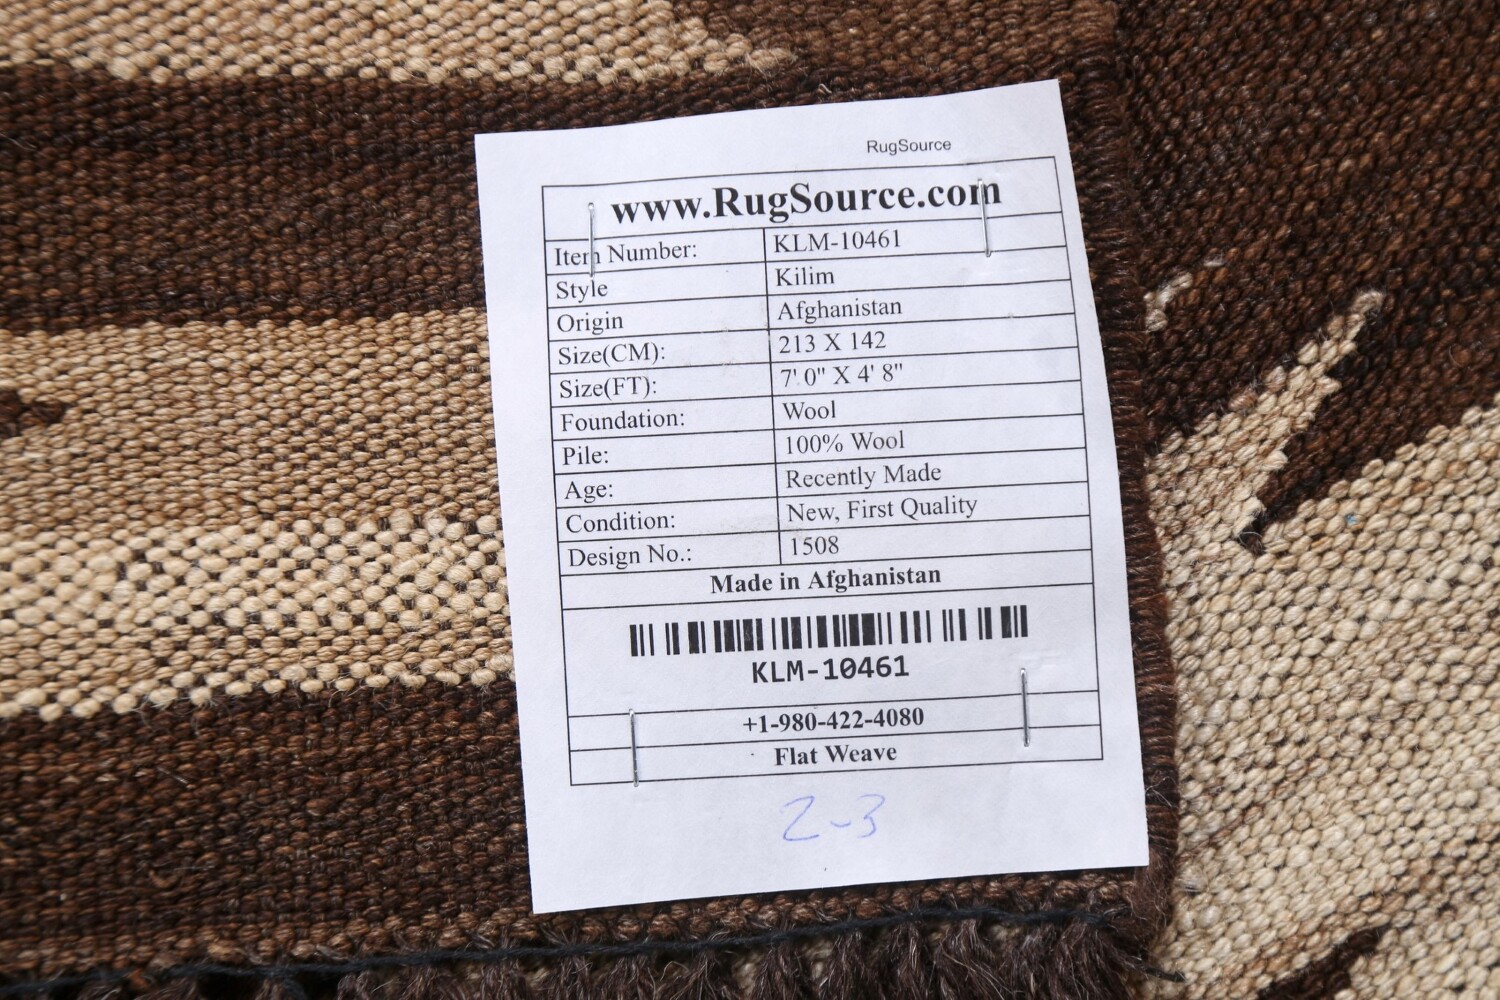 RugSource
www.RugSource.com
Item Number: KLM-10461
Style Kilim
Origin Afghanistan
Size(CM): 213 X 142
Size(FT): 7' 0" X 4' 8"
Foundation: Wool
Pile: 100% Wool
Age: Recently Made
Condition: New, First Quality
Design No.: 1508
Made in Afghanistan
KLM-10461
+1-980-422-4080
Flat Weave
2-3